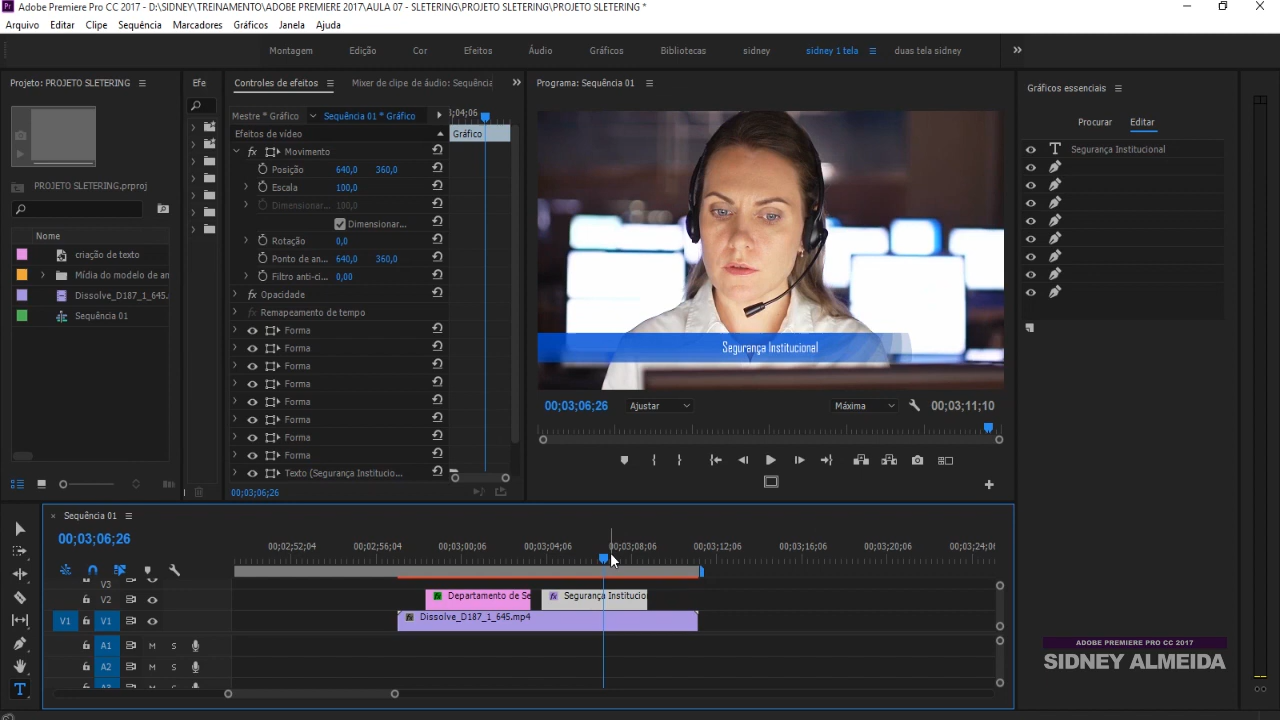 Adobe Premiere Pro CC 2017 - D:\SIDNEY\TREINAMENTO\ADOBE PREMIERE 2017\AULA 07 - SLETERING\PROJETO SLETERING\PROJETO SLETERING *
Arquivo Editar Clipe Sequência Marcadores Gráficos Janela Ajuda
Montagem Edição Cor Efeitos Áudio Gráficos Bibliotecas sidney sidney 1 tela duas tela sidney
Projeto: PROJETO SLETERING
Efe
Controles de efeitos
Mixer de clipe de áudio: Sequência
Programa: Sequência 01
Gráficos essenciais
Procurar Editar
Segurança Institucional
PROJETO SLETERING.prproj
Nome
criação de texto
Mídia do modelo de an
Dissolve_D187_1_645.
Sequência 01
Mestre * Gráfico
Sequência 01 * Gráfico
;04;06
Efeitos de vídeo
Gráfico
fx Movimento
Posição 640,0 360,0
Escala 100,0
Dimensionar... 100,0
Dimensionar...
Rotação 0,0
Ponto de an... 640,0 360,0
Filtro anti-ci... 0,00
fx Opacidade
fx Remapeamento de tempo
Forma
Forma
Forma
Forma
Forma
Forma
Forma
Forma
Texto (Segurança Institucio...
00;03;06;26
Segurança Institucional
00;03;06;26 Ajustar Máxima 00;03;11;10
Sequência 01
00;03;06;26
00;02;52;04 00;02;56;04 00;03;00;06 00;03;04;06 00;03;08;06 00;03;12;06 00;03;16;06 00;03;20;06 00;03;24;06
V3
V2
fx Departamento de Se
fx Segurança Institucio
V1 V1
fx Dissolve_D187_1_645.mp4
A1 M S
A2 M S
ADOBE PREMIERE PRO CC 2017
SIDNEY ALMEIDA